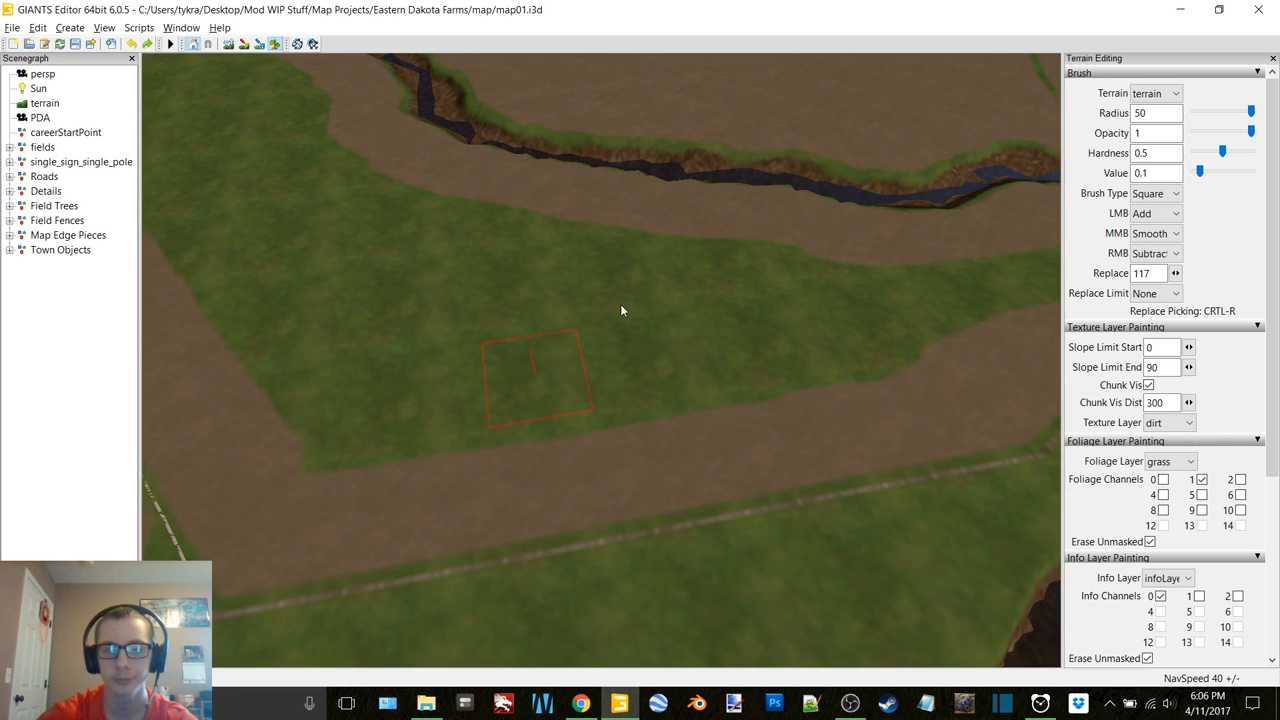 GIANTS Editor 64bit 6.0.5 - C:/Users/tykra/Desktop/Mod WIP Stuff/Map Projects/Eastern Dakota Farms/map/map01.i3d
File Edit Create View Scripts Window Help
Scenegraph
persp
Sun
terrain
PDA
careerStartPoint
fields
single_sign_single_pole
Roads
Details
Field Trees
Field Fences
Map Edge Pieces
Town Objects
Terrain Editing
Brush
Terrain terrain
Radius 50
Opacity 1
Hardness 0.5
Value 0.1
Brush Type Square
LMB Add
MMB Smooth
RMB Subtrac
Replace 117
Replace Limit None
Replace Picking: CRTL-R
Texture Layer Painting
Slope Limit Start 0
Slope Limit End 90
Chunk Vis
Chunk Vis Dist 300
Texture Layer dirt
Foliage Layer Painting
Foliage Layer grass
Foliage Channels 0 1 2
4 5 6
8 9 10
12 13 14
Erase Unmasked
Info Layer Painting
Info Layer infoLaye
Info Channels 0 1 2
4 5 6
8 9 10
12 13 14
Erase Unmasked
NavSpeed 40 +/-
6:06 PM
4/11/2017